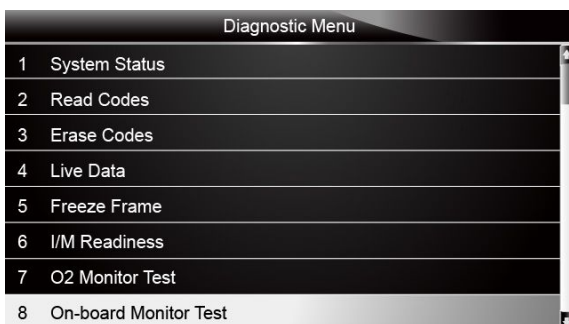 Diagnostic Menu
1 System Status
2 Read Codes
3 Erase Codes
4 Live Data
5 Freeze Frame
6 I/M Readiness
7 O2 Monitor Test
8 On-board Monitor Test